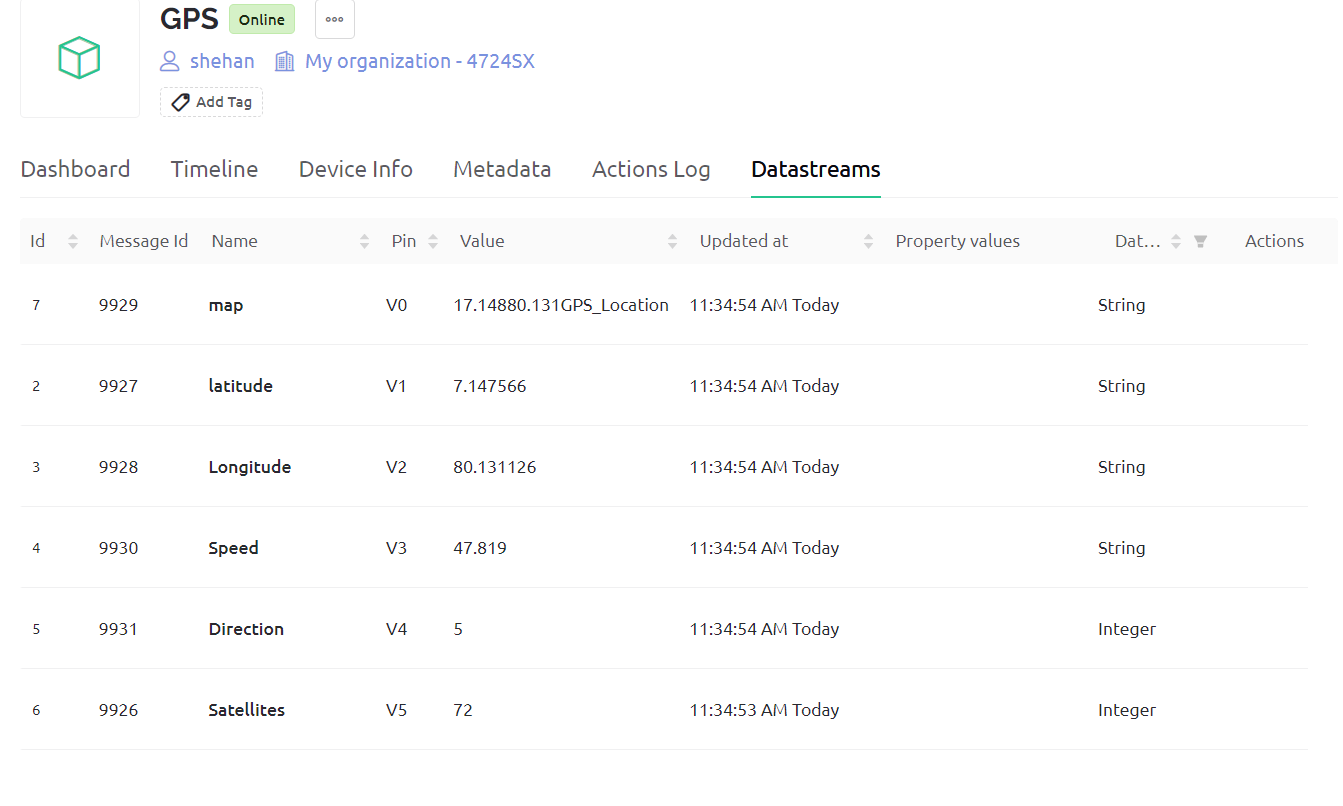 GPS Online
shehan My organization - 4724SX
Add Tag
Dashboard Timeline Device Info Metadata Actions Log Datastreams
Id Message Id Name Pin Value Updated at Property values Dat... Actions
7 9929 map V0 17.14880.131GPS_Location 11:34:54 AM Today String
2 9927 latitude V1 7.147566 11:34:54 AM Today String
3 9928 Longitude V2 80.131126 11:34:54 AM Today String
4 9930 Speed V3 47.819 11:34:54 AM Today String
5 9931 Direction V4 5 11:34:54 AM Today Integer
6 9926 Satellites V5 72 11:34:53 AM Today Integer